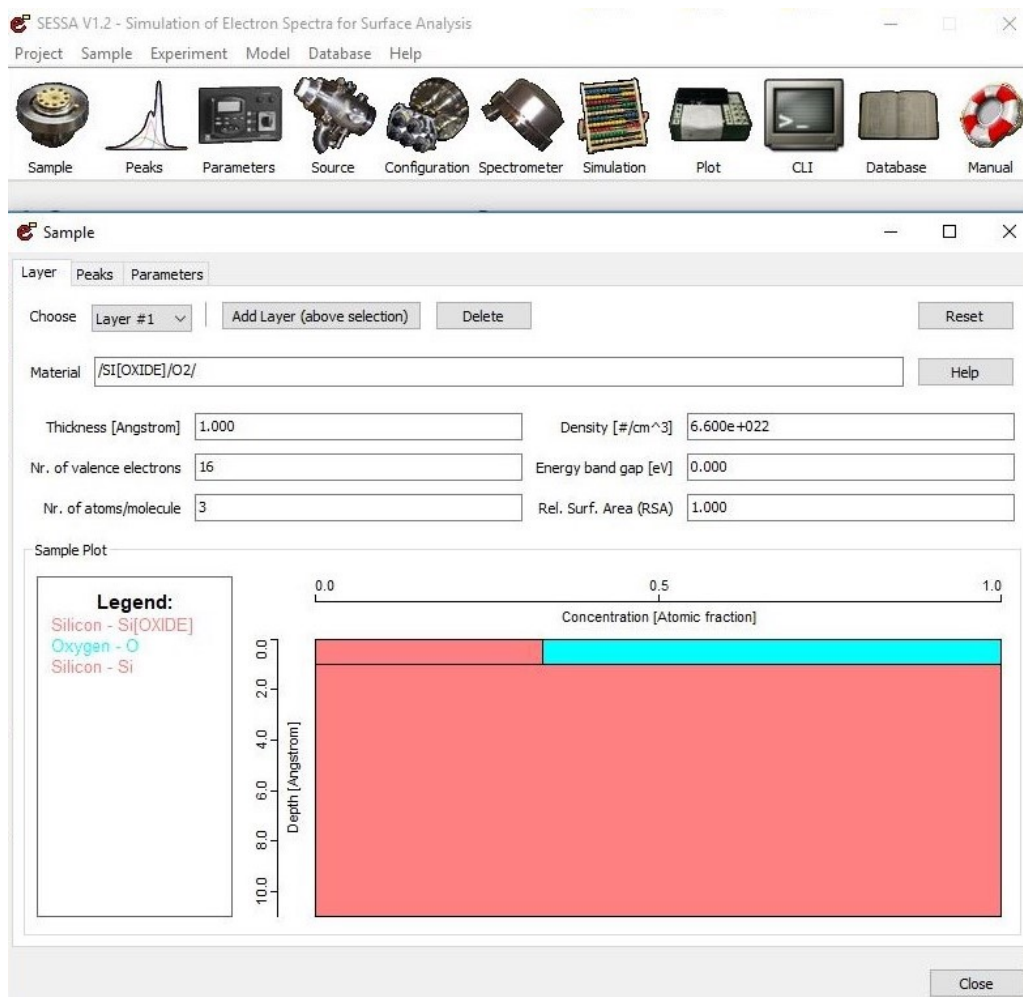 SESSA V1.2 - Simulation of Electron Spectra for Surface Analysis
Project Sample Experiment Model Database Help
Sample Peaks Parameters Source Configuration Spectrometer Simulation Plot CLI Database Manual
Sample
Layer Peaks Parameters
Choose Layer #1 Add Layer (above selection) Delete Reset
Material /SI[OXIDE]/O2/ Help
Thickness [Angstrom] 1.000 Density [#/cm^3] 6.600e+022
Nr. of valence electrons 16 Energy band gap [eV] 0.000
Nr. of atoms/molecule 3 Rel. Surf. Area (RSA) 1.000
Sample Plot
Legend:
Silicon - Si[OXIDE]
Oxygen - O
Silicon - Si
0.0 0.5 1.0
Concentration [Atomic fraction]
0.0
2.0
4.0
6.0
8.0
10.0
Depth [Angstrom]
Close